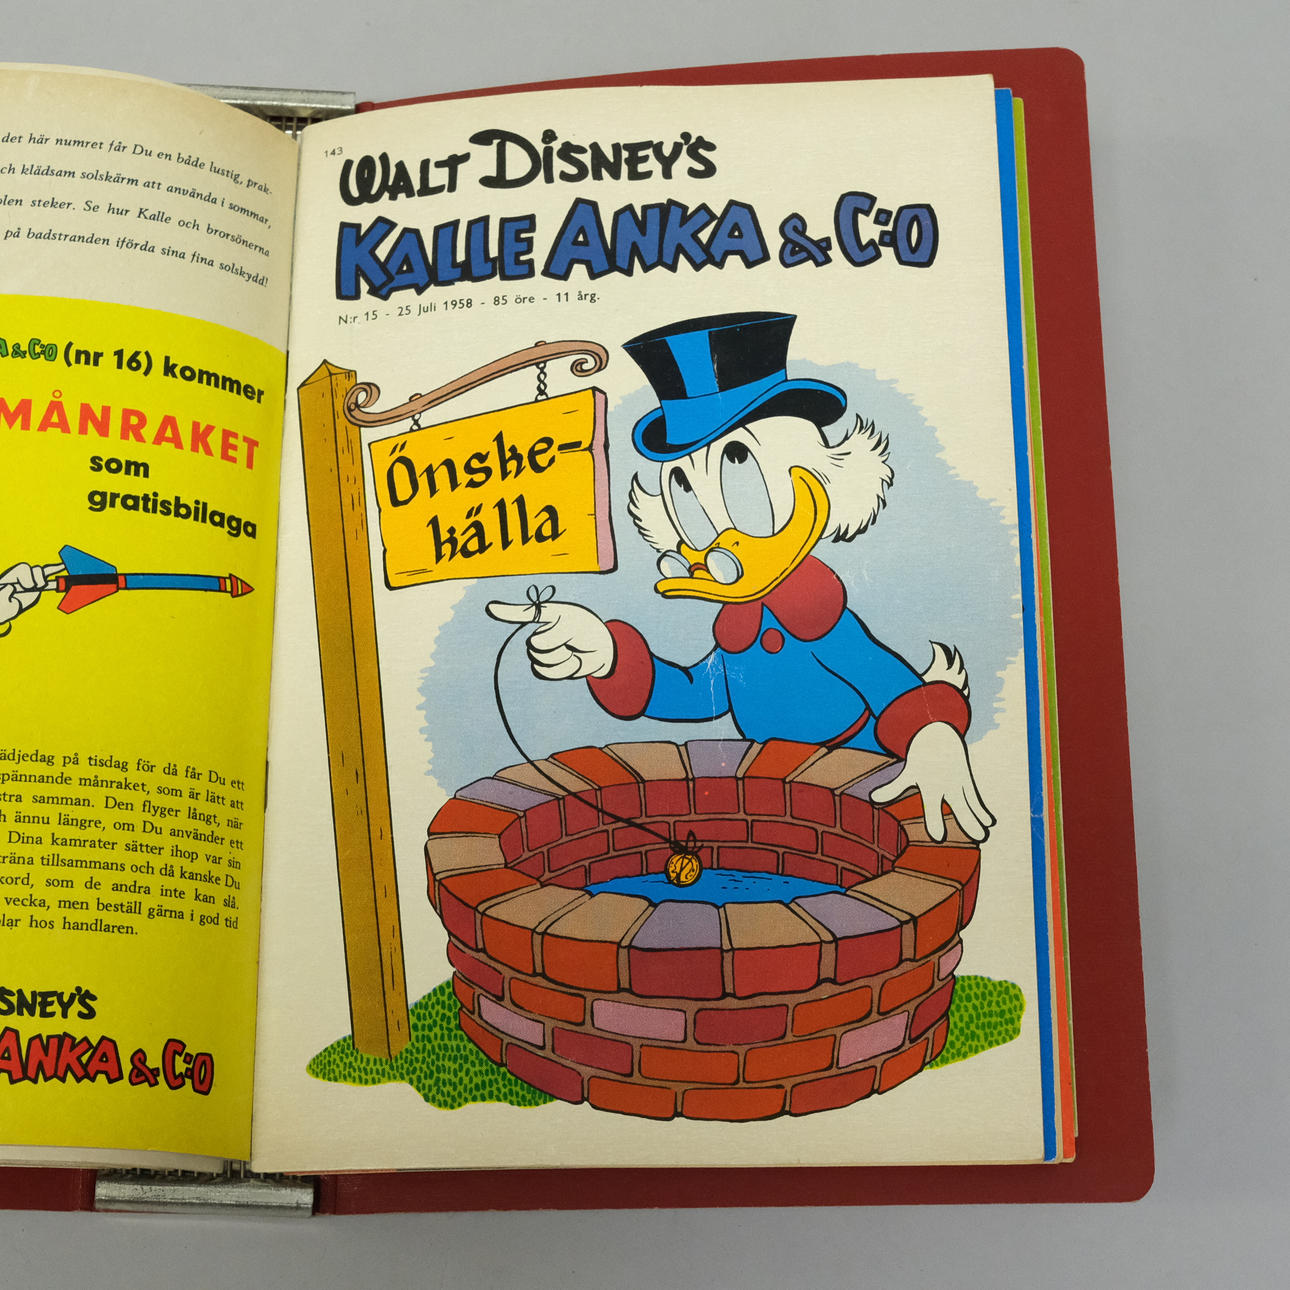 det här numret får Du en både lustig, prak-
ch klädsam solskärm att använda i sommar,
olen steker. Se hur Kalle och brorsönerna
på badstranden iförda sina fina solskydd!
A & C:O (nr 16) kommer
MÅNRAKET
som
gratisbilaga
ädjedag på tisdag för då får Du ett
spännande månraket, som är lätt att
stra samman. Den flyger långt, när
h ännu längre, om Du använder ett
Dina kamrater sätter ihop var sin
träna tillsammans och då kanske Du
kord, som de andra inte kan slå.
vecka, men beställ gärna i god tid
plar hos handlaren.
SNEY'S
ANKA & C:O
143
WALT DISNEY'S
KALLE ANKA & C:O
N:r 15 - 25 Juli 1958 - 85 öre - 11 årg.
Önske-
källa